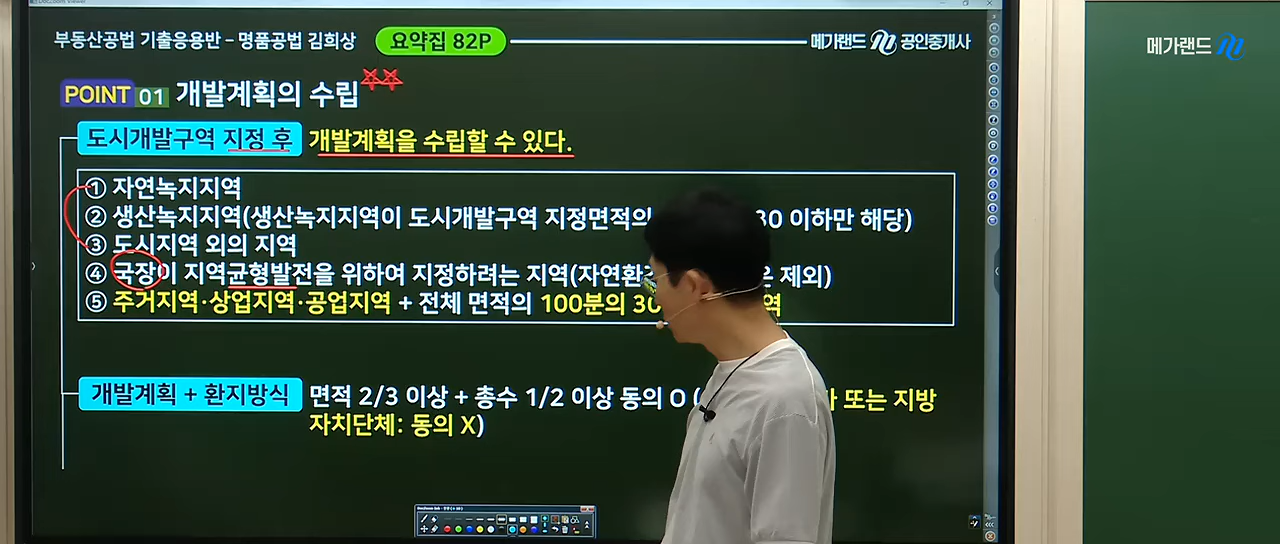 부동산공법 기출응용반 – 명품공법 김희상
요약집 82P
메가랜드 공인중개사
메가랜드
POINT 01 개발계획의 수립
도시개발구역 지정 후 개발계획을 수립할 수 있다.
① 자연녹지지역
② 생산녹지지역(생산녹지지역이 도시개발구역 지정면적의 30 이하만 해당)
③ 도시지역 외의 지역
④ 국장이 지역균형발전을 위하여 지정하려는 지역(자연환 은 제외)
⑤ 주거지역·상업지역·공업지역 + 전체 면적의 100분의 30 역
개발계획 + 환지방식 면적 2/3 이상 + 총수 1/2 이상 동의 O ( 또는 지방
자치단체: 동의 X)